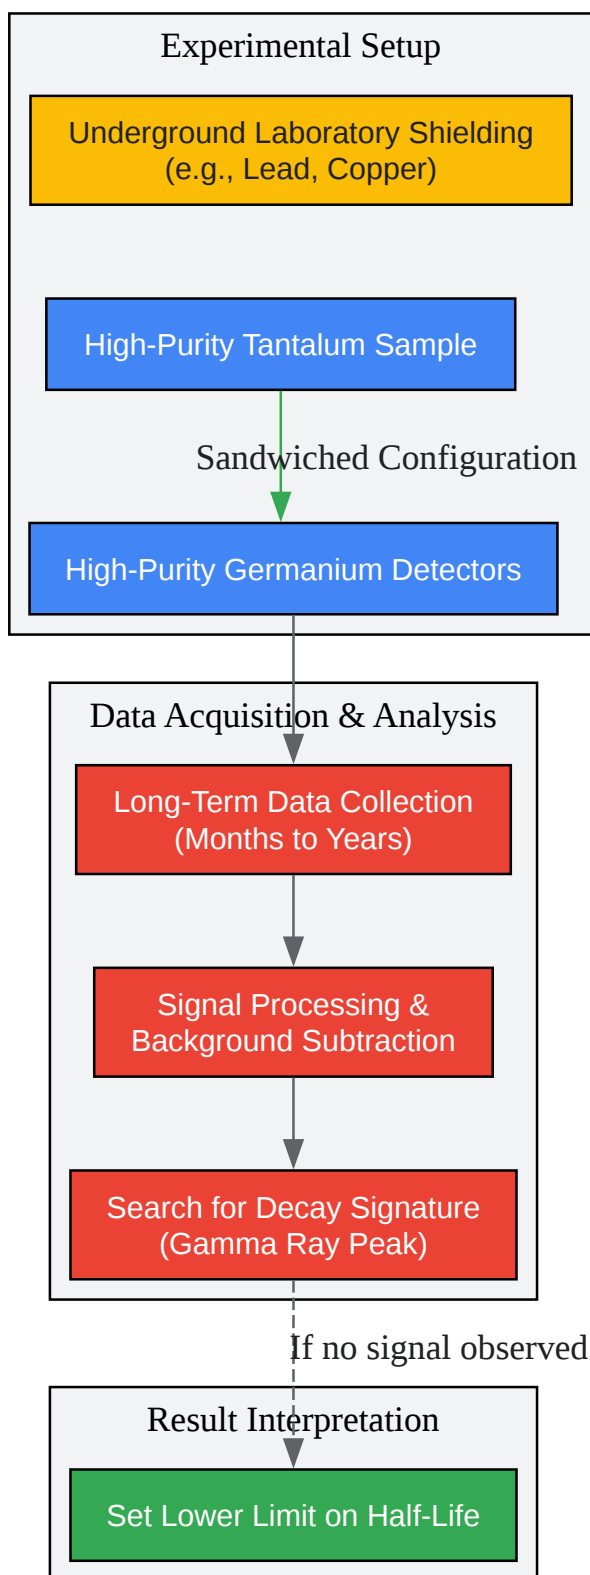 Experimental Setup
Underground Laboratory Shielding
(e.g., Lead, Copper)
High-Purity Tantalum Sample
Sandwiched Configuration
High-Purity Germanium Detectors
Data Acquisition & Analysis
Long-Term Data Collection
(Months to Years)
Signal Processing &
Background Subtraction
Search for Decay Signature
(Gamma Ray Peak)
If no signal observed
Result Interpretation
Set Lower Limit on Half-Life